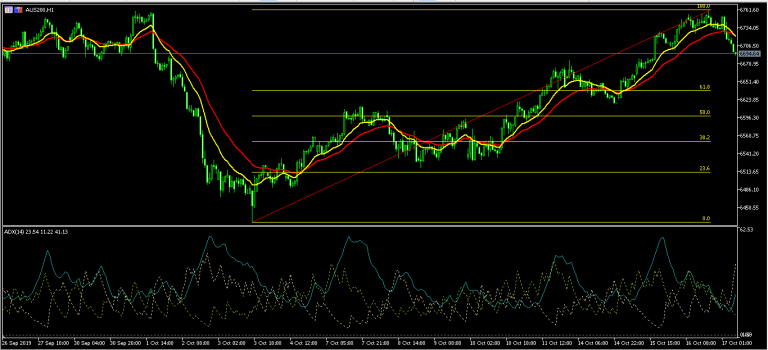 AUS200,H1
100.0
61.8
50.0
38.2
23.6
0.0
6761.60
6734.05
6706.50
6678.95
6651.40
6623.85
6596.30
6568.75
6541.20
6513.65
6486.10
6458.55
ADX(14) 23.54 11.22 41.13
62.53
26 Sep 2019
27 Sep 10:00
30 Sep 04:00
30 Sep 20:00
1 Oct 14:00
2 Oct 08:00
3 Oct 02:00
3 Oct 18:00
4 Oct 10:00
7 Oct 05:00
7 Oct 21:00
8 Oct 14:00
9 Oct 08:00
10 Oct 02:00
10 Oct 18:00
11 Oct 12:00
14 Oct 06:00
14 Oct 22:00
15 Oct 15:00
16 Oct 08:00
17 Oct 01:00